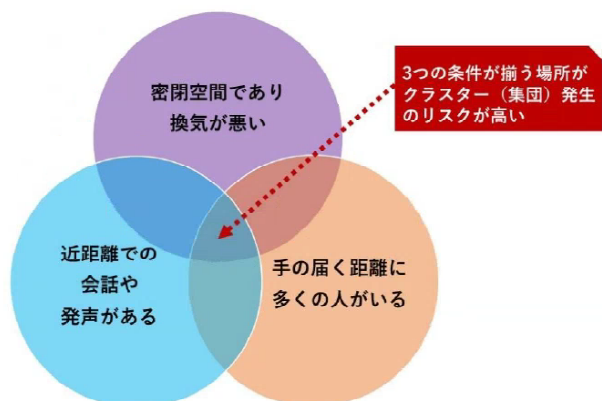 密閉空間であり
換気が悪い
3つの条件が揃う場所が
クラスター（集団）発生
のリスクが高い
近距離での
会話や
発声がある
手の届く距離に
多くの人がいる